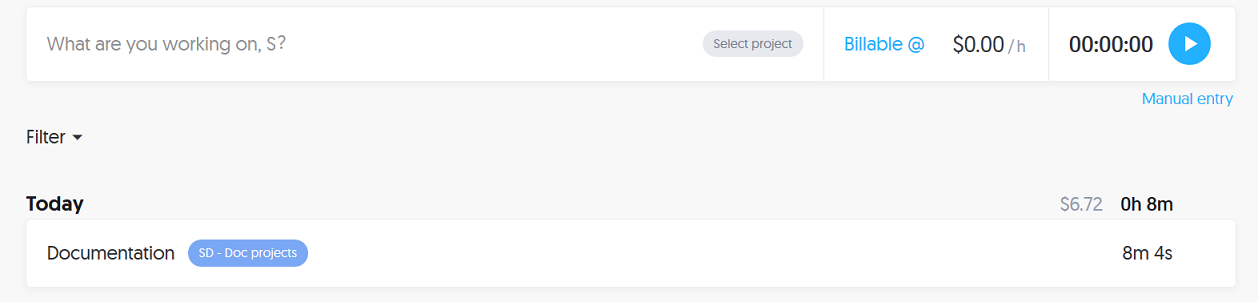 What are you working on, S? Select project Billable @ $0.00 / h 00:00:00
Manual entry
Filter
Today $6.72 0h 8m
Documentation SD - Doc projects 8m 4s